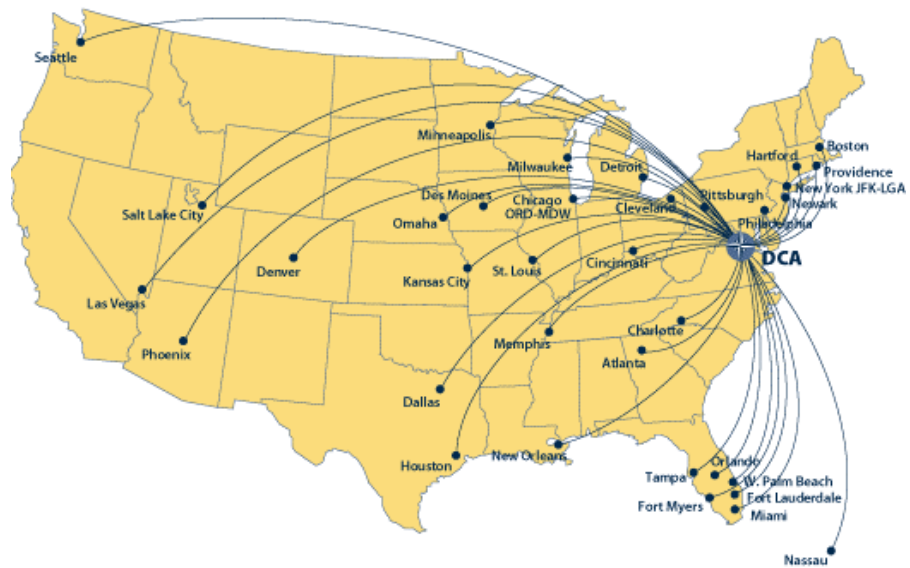 Seattle
Minneapolis
Boston
Hartford
Milwaukee
Detroit
Providence
New York JFK-LGA
Des Moines
Chicago
ORD-MDW
Pittsburgh
Newark
Salt Lake City
Omaha
Cleveland
Philadelphia
Denver
St. Louis
Cincinnati
DCA
Kansas City
Las Vegas
Charlotte
Memphis
Phoenix
Atlanta
Dallas
New Orleans
Orlando
Houston
Tampa
W. Palm Beach
Fort Lauderdale
Fort Myers
Miami
Nassau